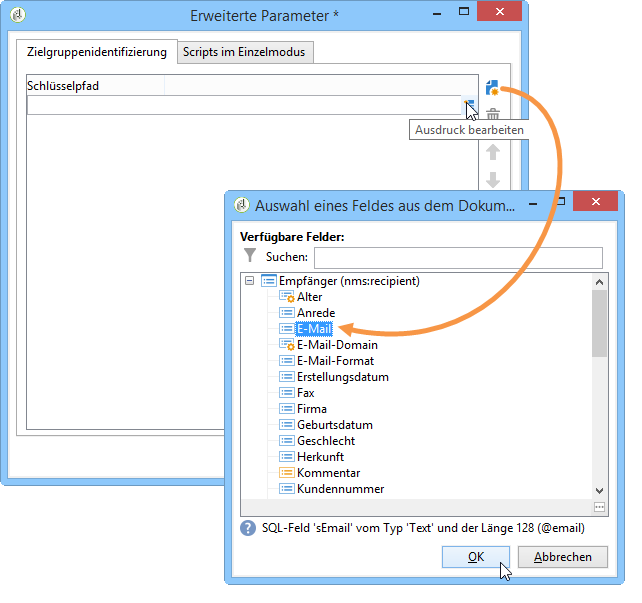 Erweiterte Parameter *
Zielgruppenidentifizierung
Scripts im Einzelmodus
Schlüsselpfad
Ausdruck bearbeiten
Auswahl eines Feldes aus dem Dokum...
Verfügbare Felder:
Suchen:
Empfänger (nms:recipient)
Alter
Anrede
E-Mail
E-Mail-Domain
E-Mail-Format
Erstellungsdatum
Fax
Firma
Geburtsdatum
Geschlecht
Herkunft
Kommentar
Kundennummer
SQL-Feld 'sEmail' vom Typ 'Text' und der Länge 128 (@email)
OK
Abbrechen